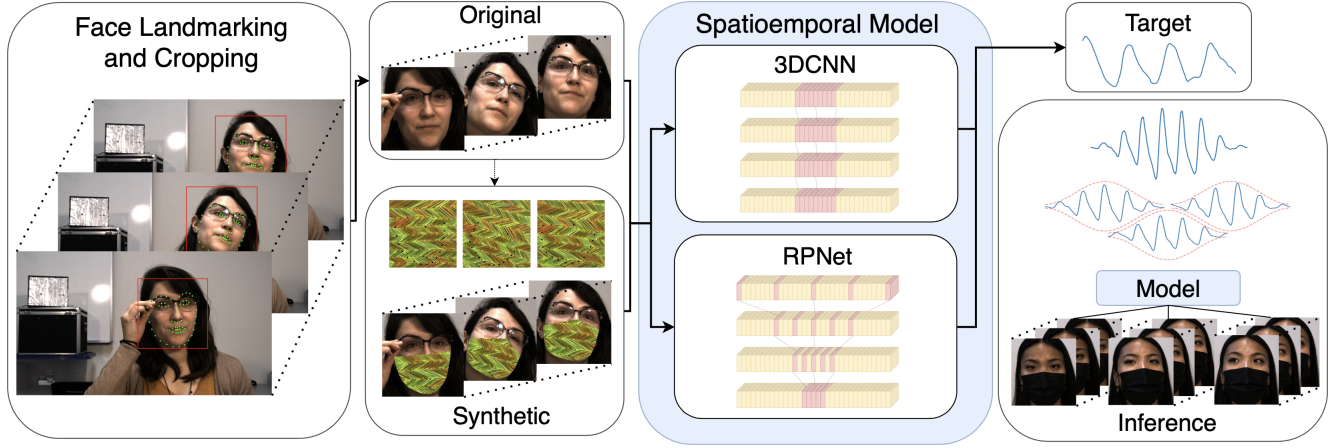 Face Landmarking
and Cropping
Original
Synthetic
Spatioemporal Model
3DCNN
RPNet
Target
Model
Inference